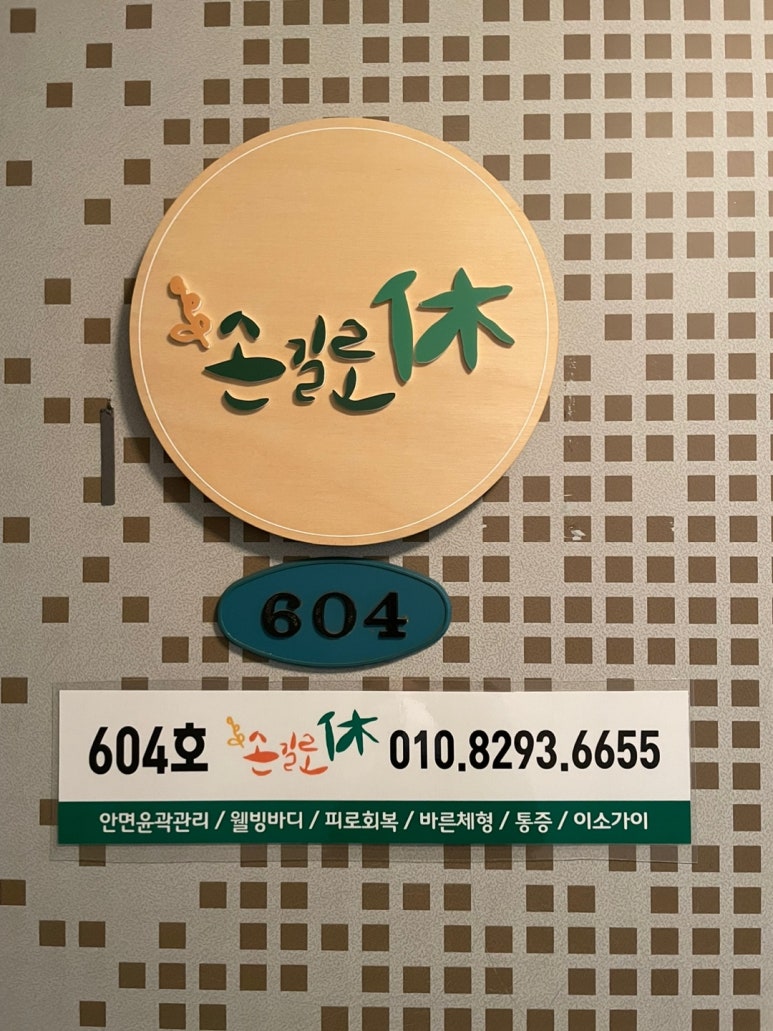 손길로休
604
604호 손길로休 010.8293.6655
안면윤곽관리 / 웰빙바디 / 피로회복 / 바른체형 / 통증 / 이소가이